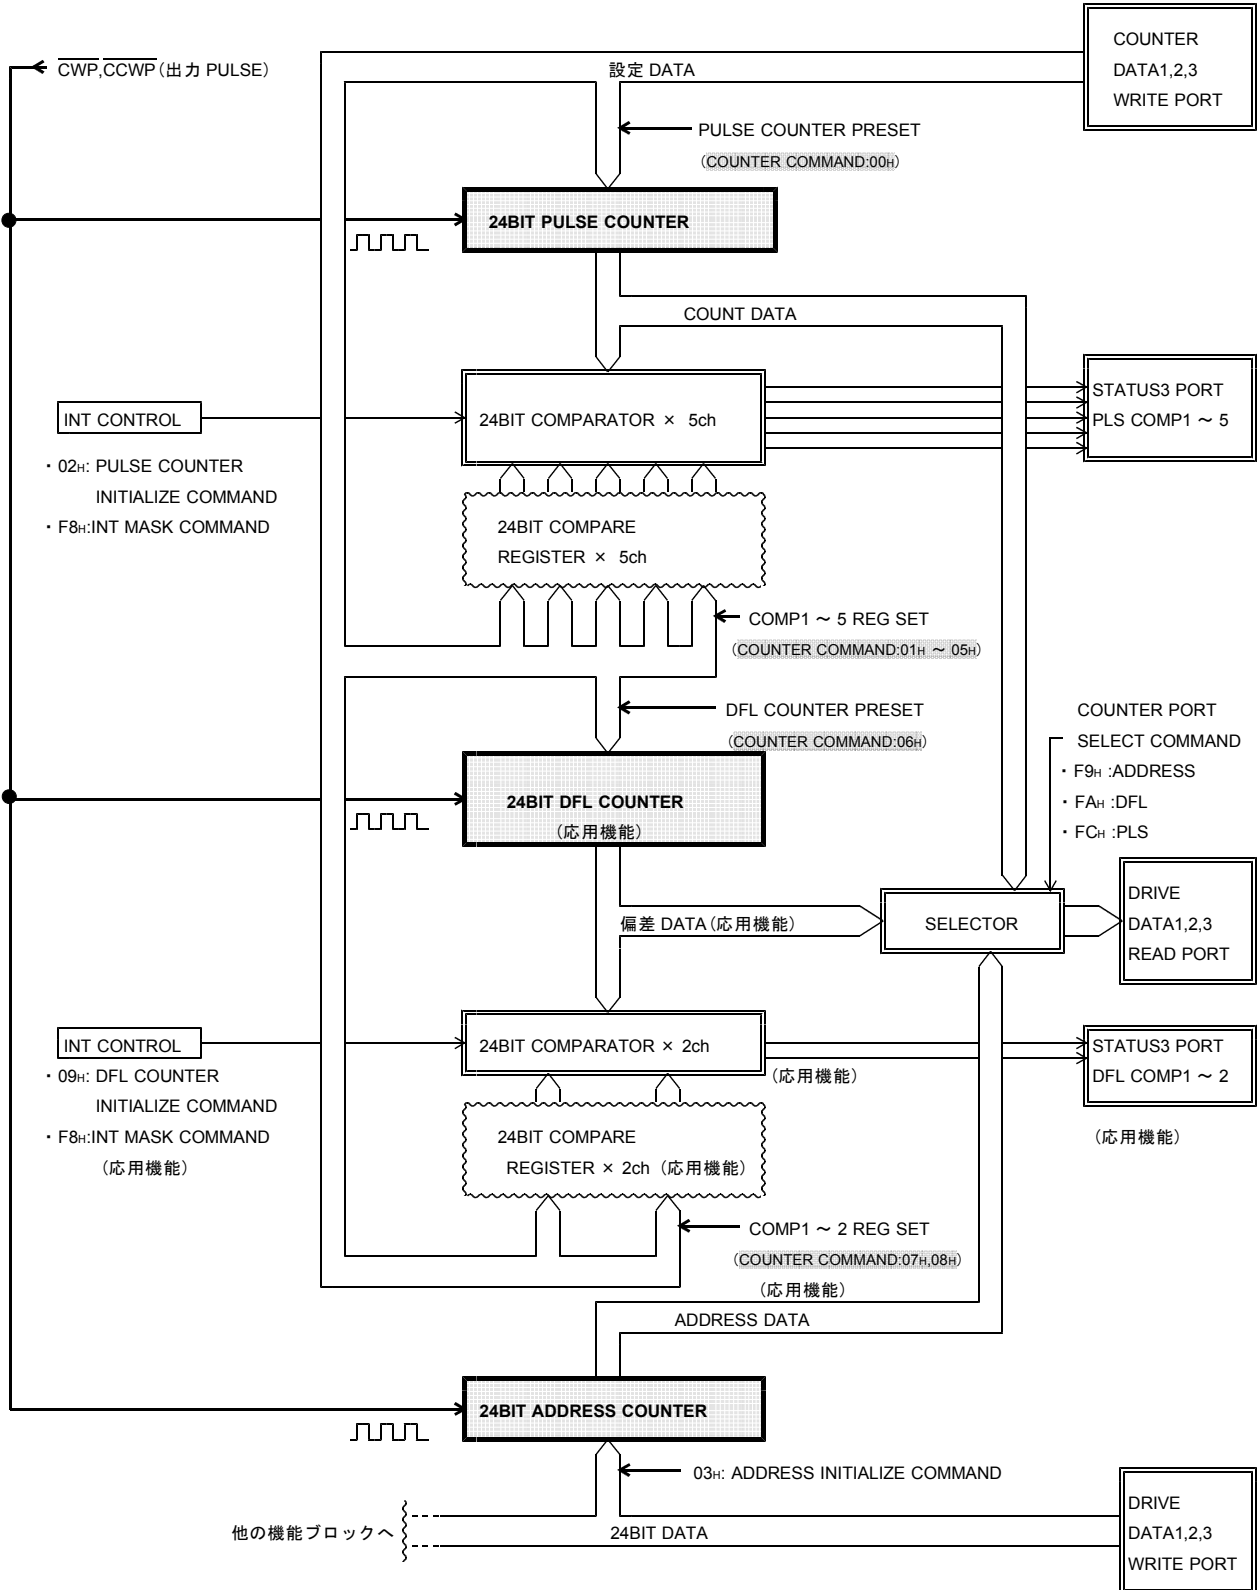 COUNTER
DATA1,2,3
WRITE PORT
CWP,CCWP(出力 PULSE)
設定 DATA
PULSE COUNTER PRESET
(COUNTER COMMAND:00H)
24BIT PULSE COUNTER
COUNT DATA
INT CONTROL
24BIT COMPARATOR × 5ch
STATUS3 PORT
PLS COMP1 ~ 5
・02H: PULSE COUNTER
INITIALIZE COMMAND
・F8H:INT MASK COMMAND
24BIT COMPARE
REGISTER × 5ch
COMP1 ~ 5 REG SET
(COUNTER COMMAND:01H ~ 05H)
DFL COUNTER PRESET
(COUNTER COMMAND:06H)
COUNTER PORT
SELECT COMMAND
・F9H :ADDRESS
・FAH :DFL
・FCH :PLS
24BIT DFL COUNTER
(応用機能)
偏差 DATA(応用機能)
SELECTOR
DRIVE
DATA1,2,3
READ PORT
INT CONTROL
24BIT COMPARATOR × 2ch
(応用機能)
STATUS3 PORT
DFL COMP1 ~ 2
(応用機能)
・09H: DFL COUNTER
INITIALIZE COMMAND
・F8H:INT MASK COMMAND
(応用機能)
24BIT COMPARE
REGISTER × 2ch (応用機能)
COMP1 ~ 2 REG SET
(COUNTER COMMAND:07H,08H)
(応用機能)
ADDRESS DATA
24BIT ADDRESS COUNTER
03H: ADDRESS INITIALIZE COMMAND
他の機能ブロックへ
24BIT DATA
DRIVE
DATA1,2,3
WRITE PORT